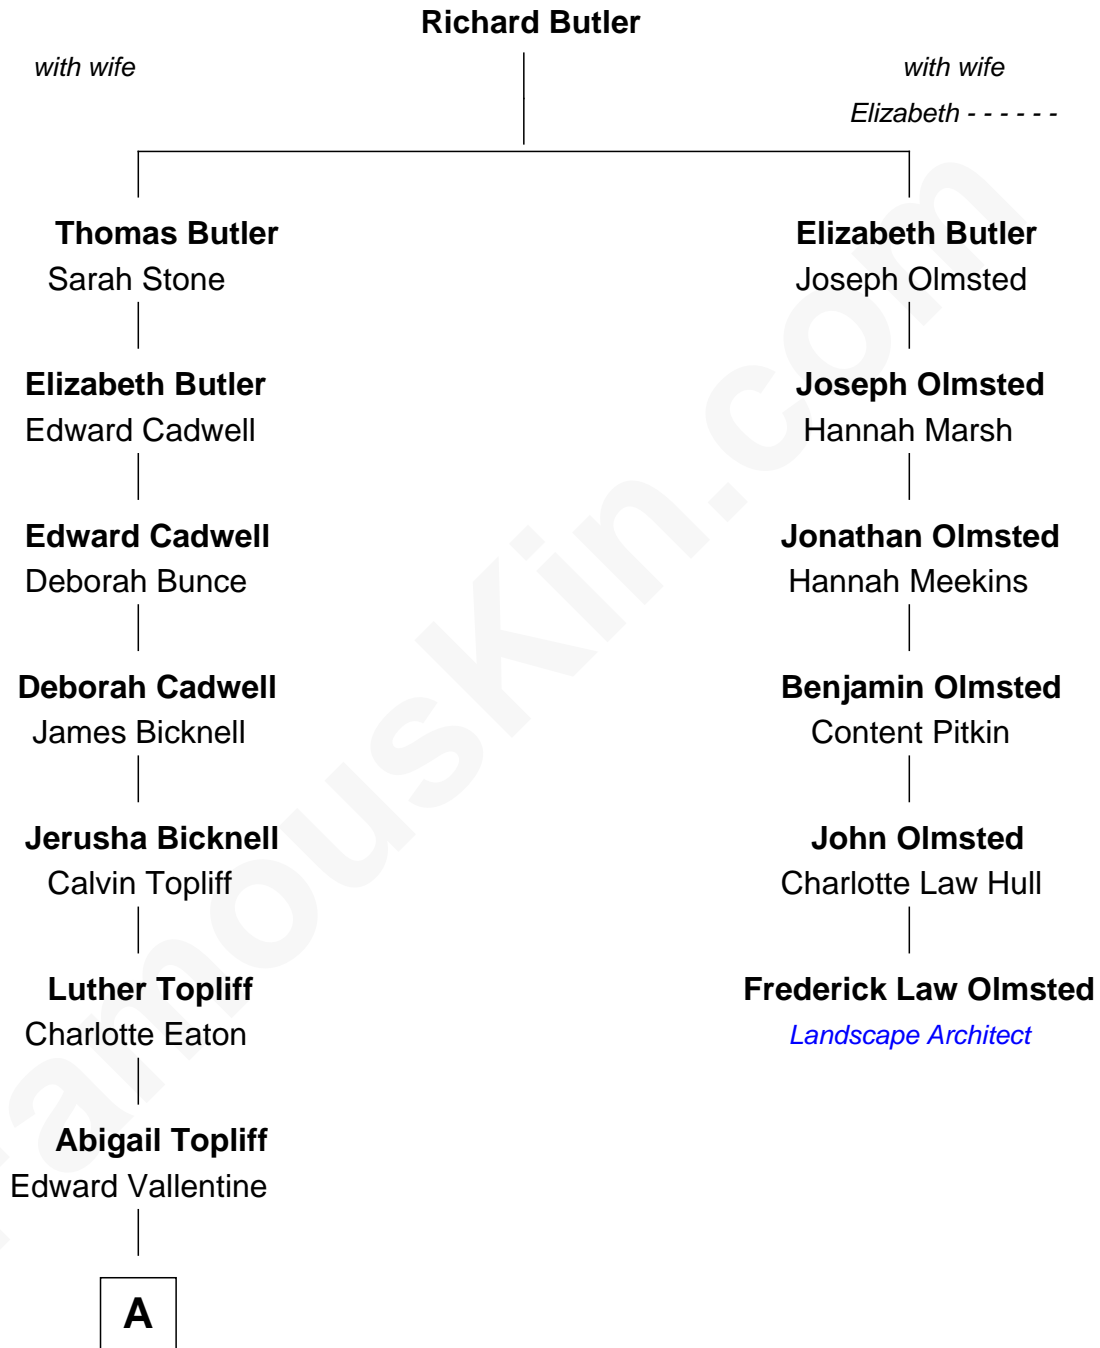 Richard Butler
with wife
with wife
Elizabeth - - - - - -
Thomas Butler
Sarah Stone
Elizabeth Butler
Joseph Olmsted
Elizabeth Butler
Edward Cadwell
Joseph Olmsted
Hannah Marsh
Edward Cadwell
Deborah Bunce
Jonathan Olmsted
Hannah Meekins
Deborah Cadwell
James Bicknell
Benjamin Olmsted
Content Pitkin
Jerusha Bicknell
Calvin Topliff
John Olmsted
Charlotte Law Hull
Luther Topliff
Charlotte Eaton
Frederick Law Olmsted
Landscape Architect
Abigail Topliff
Edward Vallentine
A
FamousKin.com